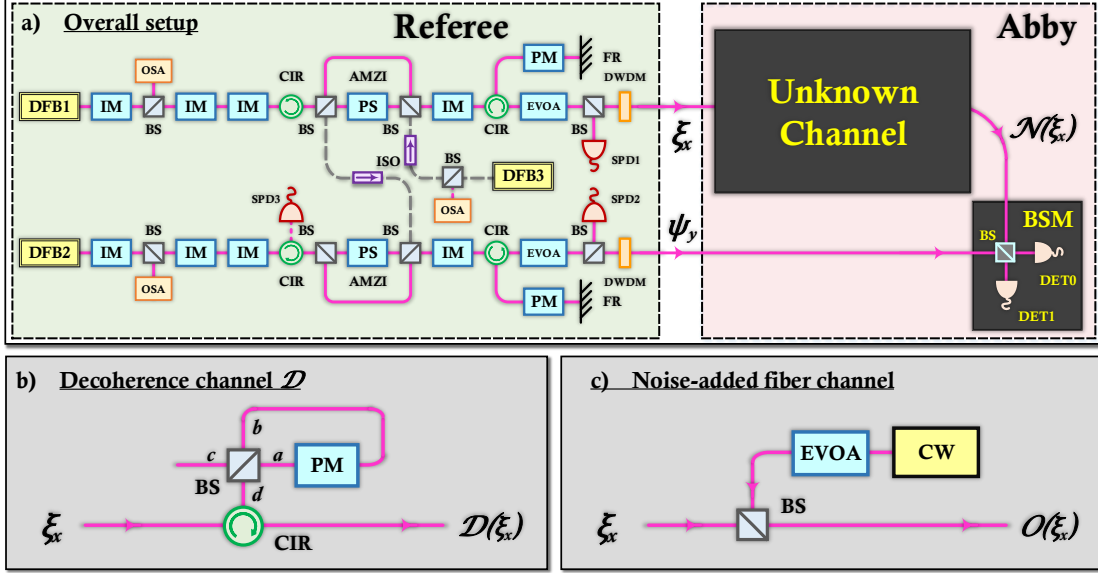 a) Overall setup
Referee
Abby
OSA
PM
FR
CIR
AMZI
DWDM
DFB1
IM
BS
IM
IM
BS
PS
BS
IM
CIR
EVOA
BS
ξx
Unknown
Channel
N(ξx)
SPD1
ISO
BS
DFB3
OSA
SPD3
SPD2
BS
BS
BS
CIR
BS
ψy
BSM
BS
DFB2
IM
IM
IM
PS
IM
EVOA
DET0
OSA
CIR
AMZI
DWDM
PM
FR
DET1
b) Decoherence channel D
b
c
a
PM
BS
d
ξx
CIR
D(ξx)
c) Noise-added fiber channel
EVOA
CW
BS
ξx
O(ξx)